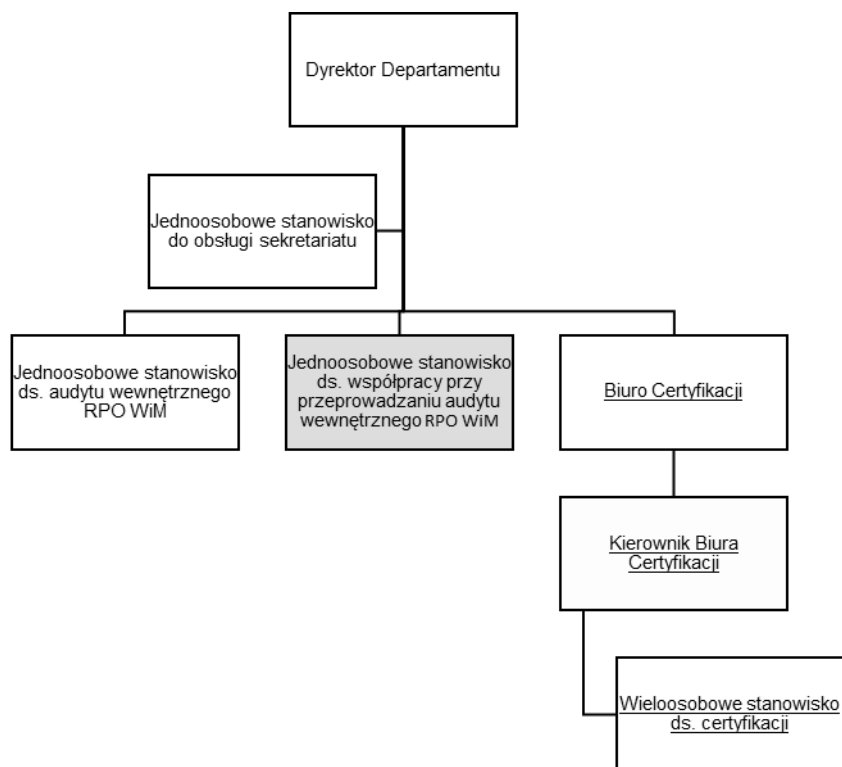 Dyrektor Departamentu
Jednoosobowe stanowisko
do obsługi sekretariatu
Jednoosobowe stanowisko
ds. audytu wewnętrznego
RPO WiM
Jednoosobowe stanowisko
ds. współpracy przy
przeprowadzaniu audytu
wewnętrznego RPO WiM
Biuro Certyfikacji
Kierownik Biura
Certyfikacji
Wieloosobowe stanowisko
ds. certyfikacji